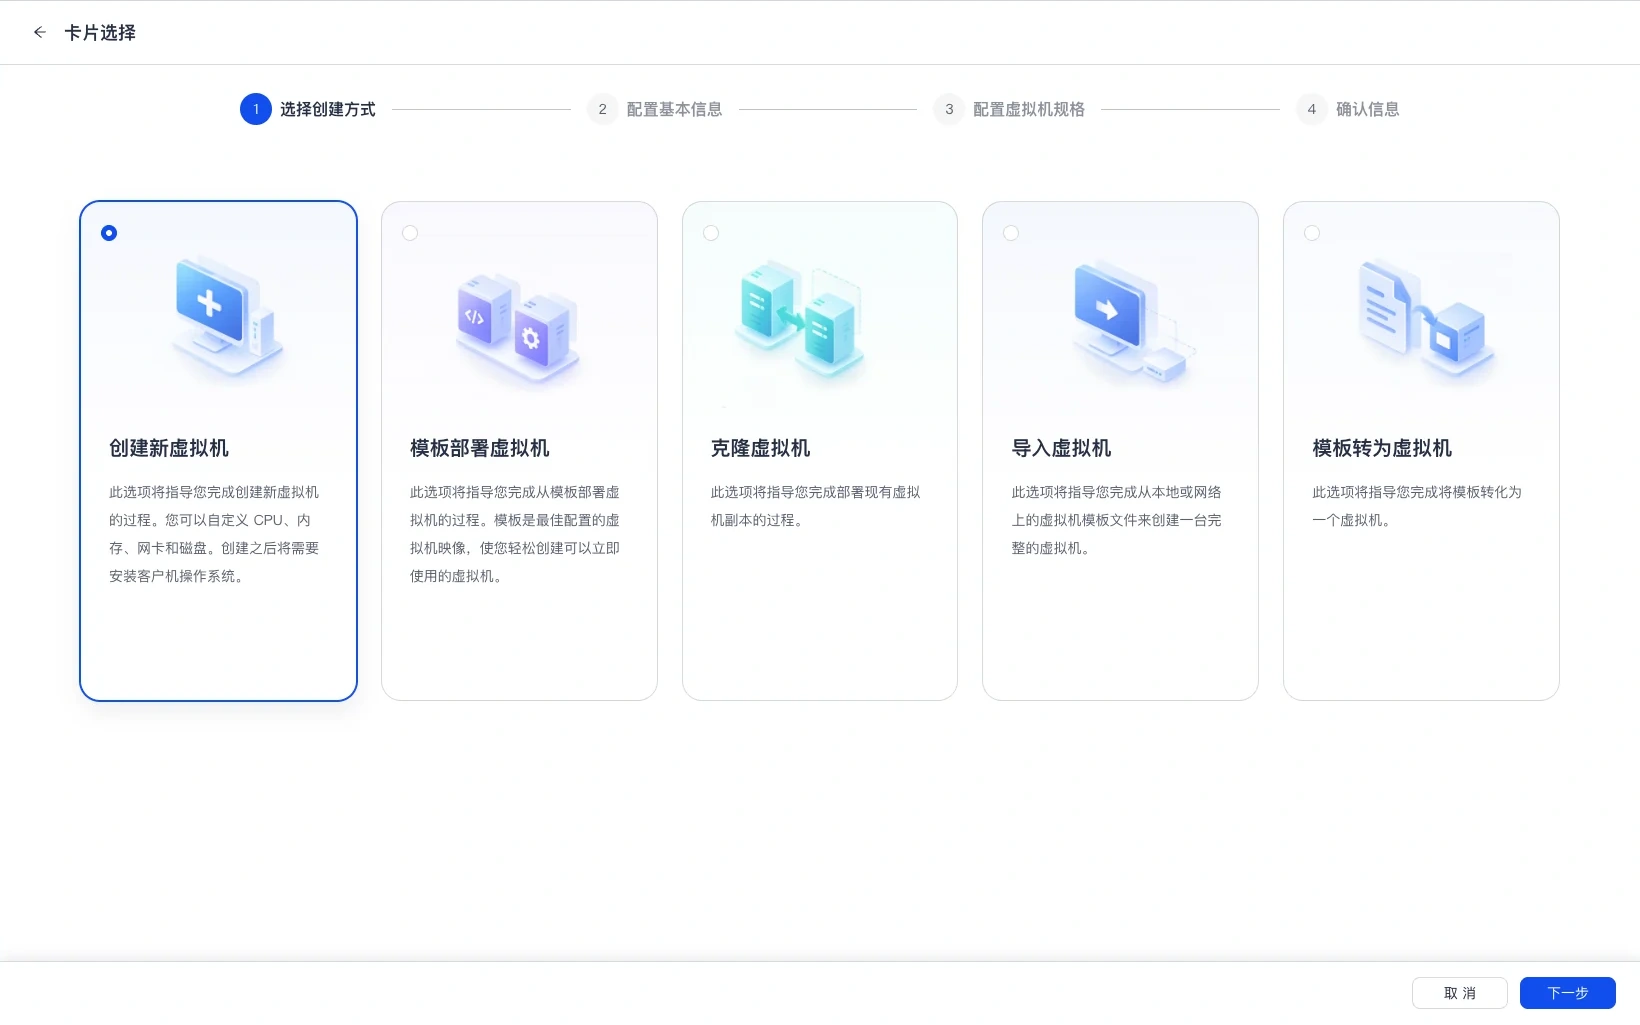 卡片选择
1 选择创建方式
2 配置基本信息
3 配置虚拟机规格
4 确认信息
创建新虚拟机
此选项将指导您完成创建新虚拟机
的过程。您可以自定义 CPU、内
存、网卡和磁盘。创建之后将需要
安装客户机操作系统。
模板部署虚拟机
此选项将指导您完成从模板部署虚
拟机的过程。模板是最佳配置的虚
拟机映像，使您轻松创建可以立即
使用的虚拟机。
克隆虚拟机
此选项将指导您完成部署现有虚拟
机副本的过程。
导入虚拟机
此选项将指导您完成从本地或网络
上的虚拟机模板文件来创建一台完
整的虚拟机。
模板转为虚拟机
此选项将指导您完成将模板转化为
一个虚拟机。
取 消
下一步